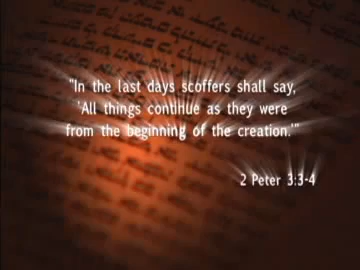 "In the last days scoffers shall say,
'All things continue as they were
from the beginning of the creation.'"
2 Peter 3:3-4